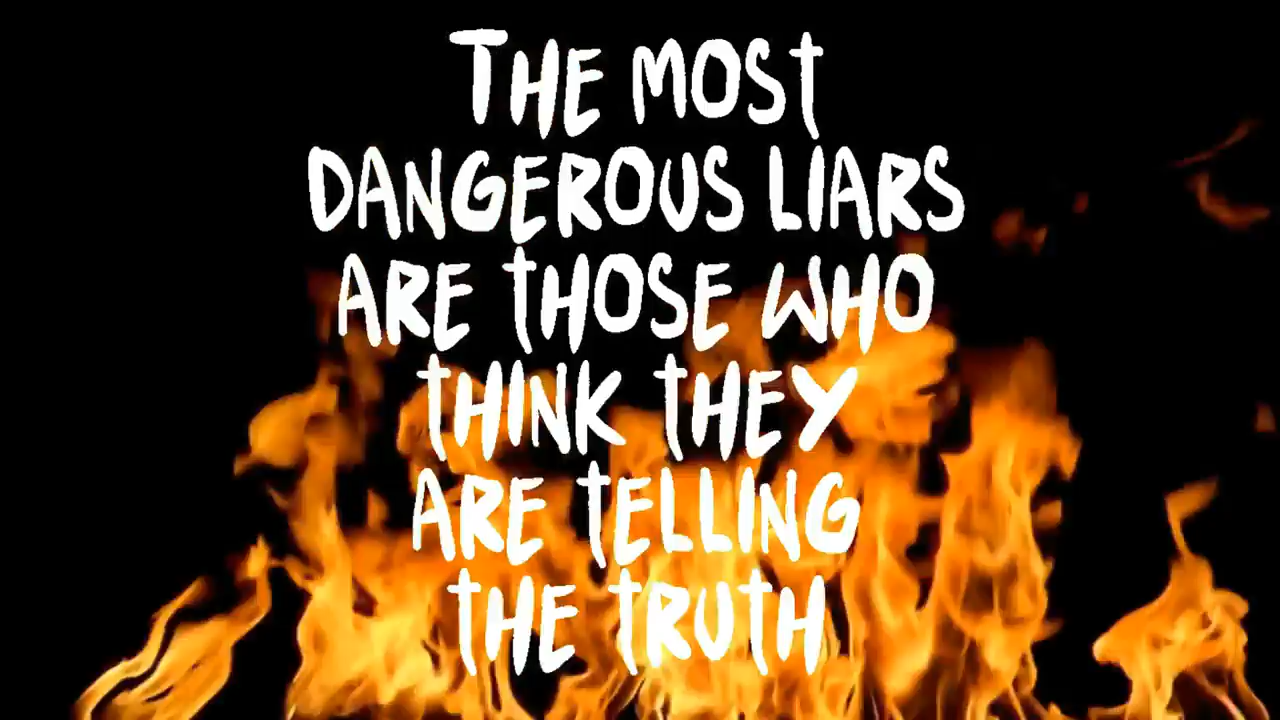 THE MOST
DANGEROUS LIARS
ARE THOSE WHO
THINK THEY
ARE TELLING
THE TRUTH